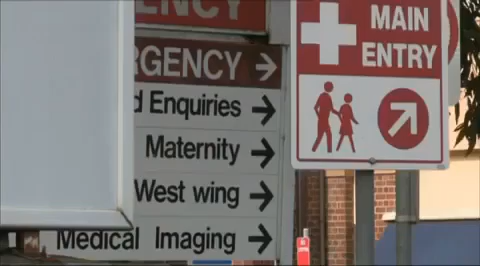 ENCY
RGENCY
d Enquiries
Maternity
West wing
Medical Imaging
MAIN
ENTRY